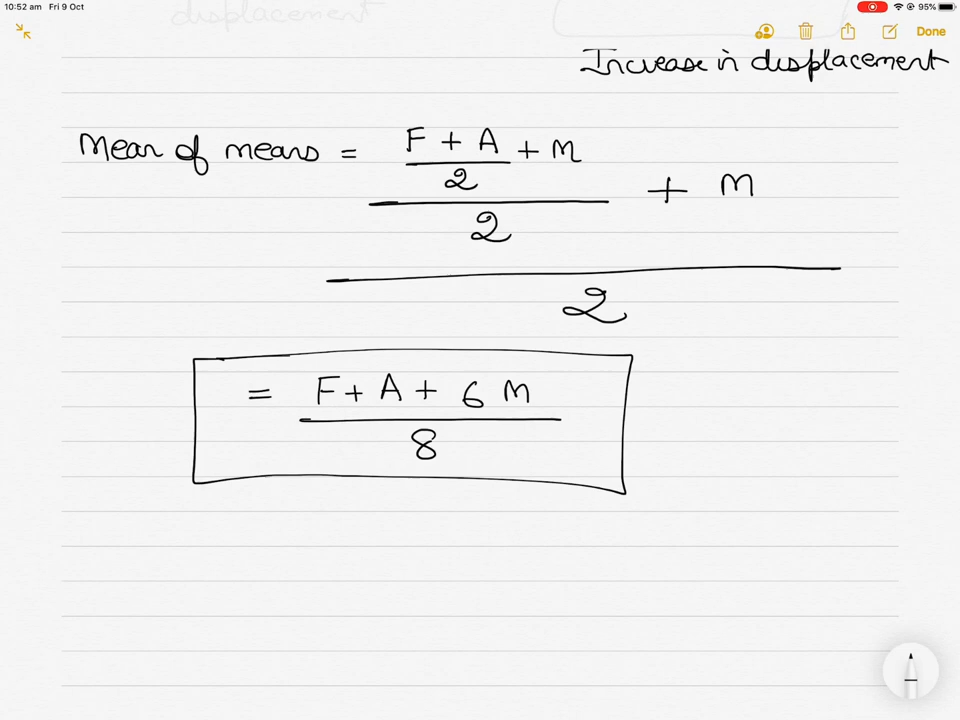 10:52 am Fri 9 Oct 95%
displacement
Done
Increase in displacement
Mean of means = F + A + M
2
+ M
2
2
= F + A + 6 M
8